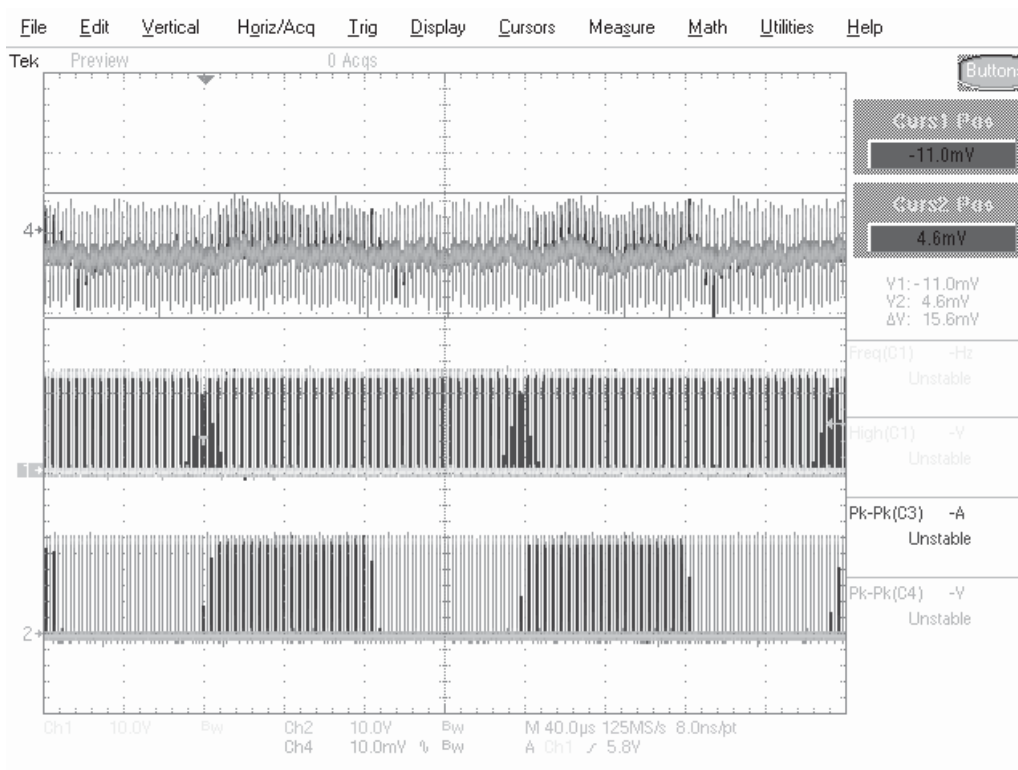 File Edit Vertical Horiz/Acq Trig Display Cursors Measure Math Utilities Help
Tek Preview 0 Acqs
Button
Curs1 Pos
-11.0mV
Curs2 Pos
4.6mV
V1: -11.0mV
V2: 4.6mV
ΔV: 15.6mV
Freq(C1) -Hz
Unstable
High(C1) -V
Unstable
Pk-Pk(C3) -A
Unstable
Pk-Pk(C4) -V
Unstable
4
1
2
Ch1 10.0V Bw Ch2 10.0V Bw M 40.0µs 125MS/s 8.0ns/pt
Ch4 10.0mV Bw A Ch1 5.8V